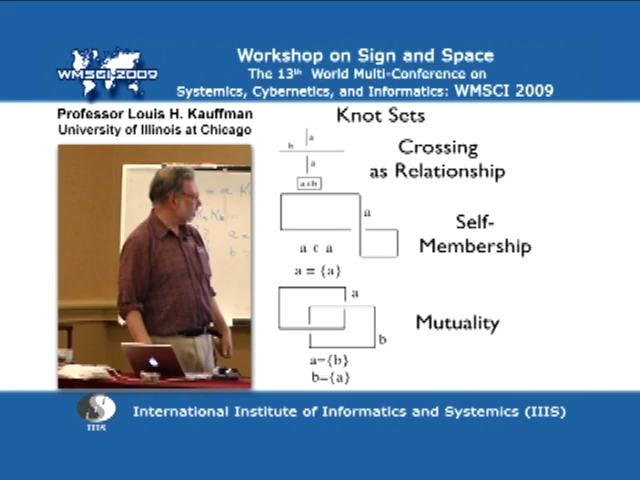 WMSCI 2009
Workshop on Sign and Space
The 13th World Multi-Conference on
Systemics, Cybernetics, and Informatics: WMSCI 2009
Professor Louis H. Kauffman
University of Illinois at Chicago
Knot Sets
a
b
a
a ϵ b
Crossing
as Relationship
a
a ϵ a
a = {a}
Self-
Membership
a
b
a={b}
b={a}
Mutuality
IIIS
International Institute of Informatics and Systemics (IIIS)